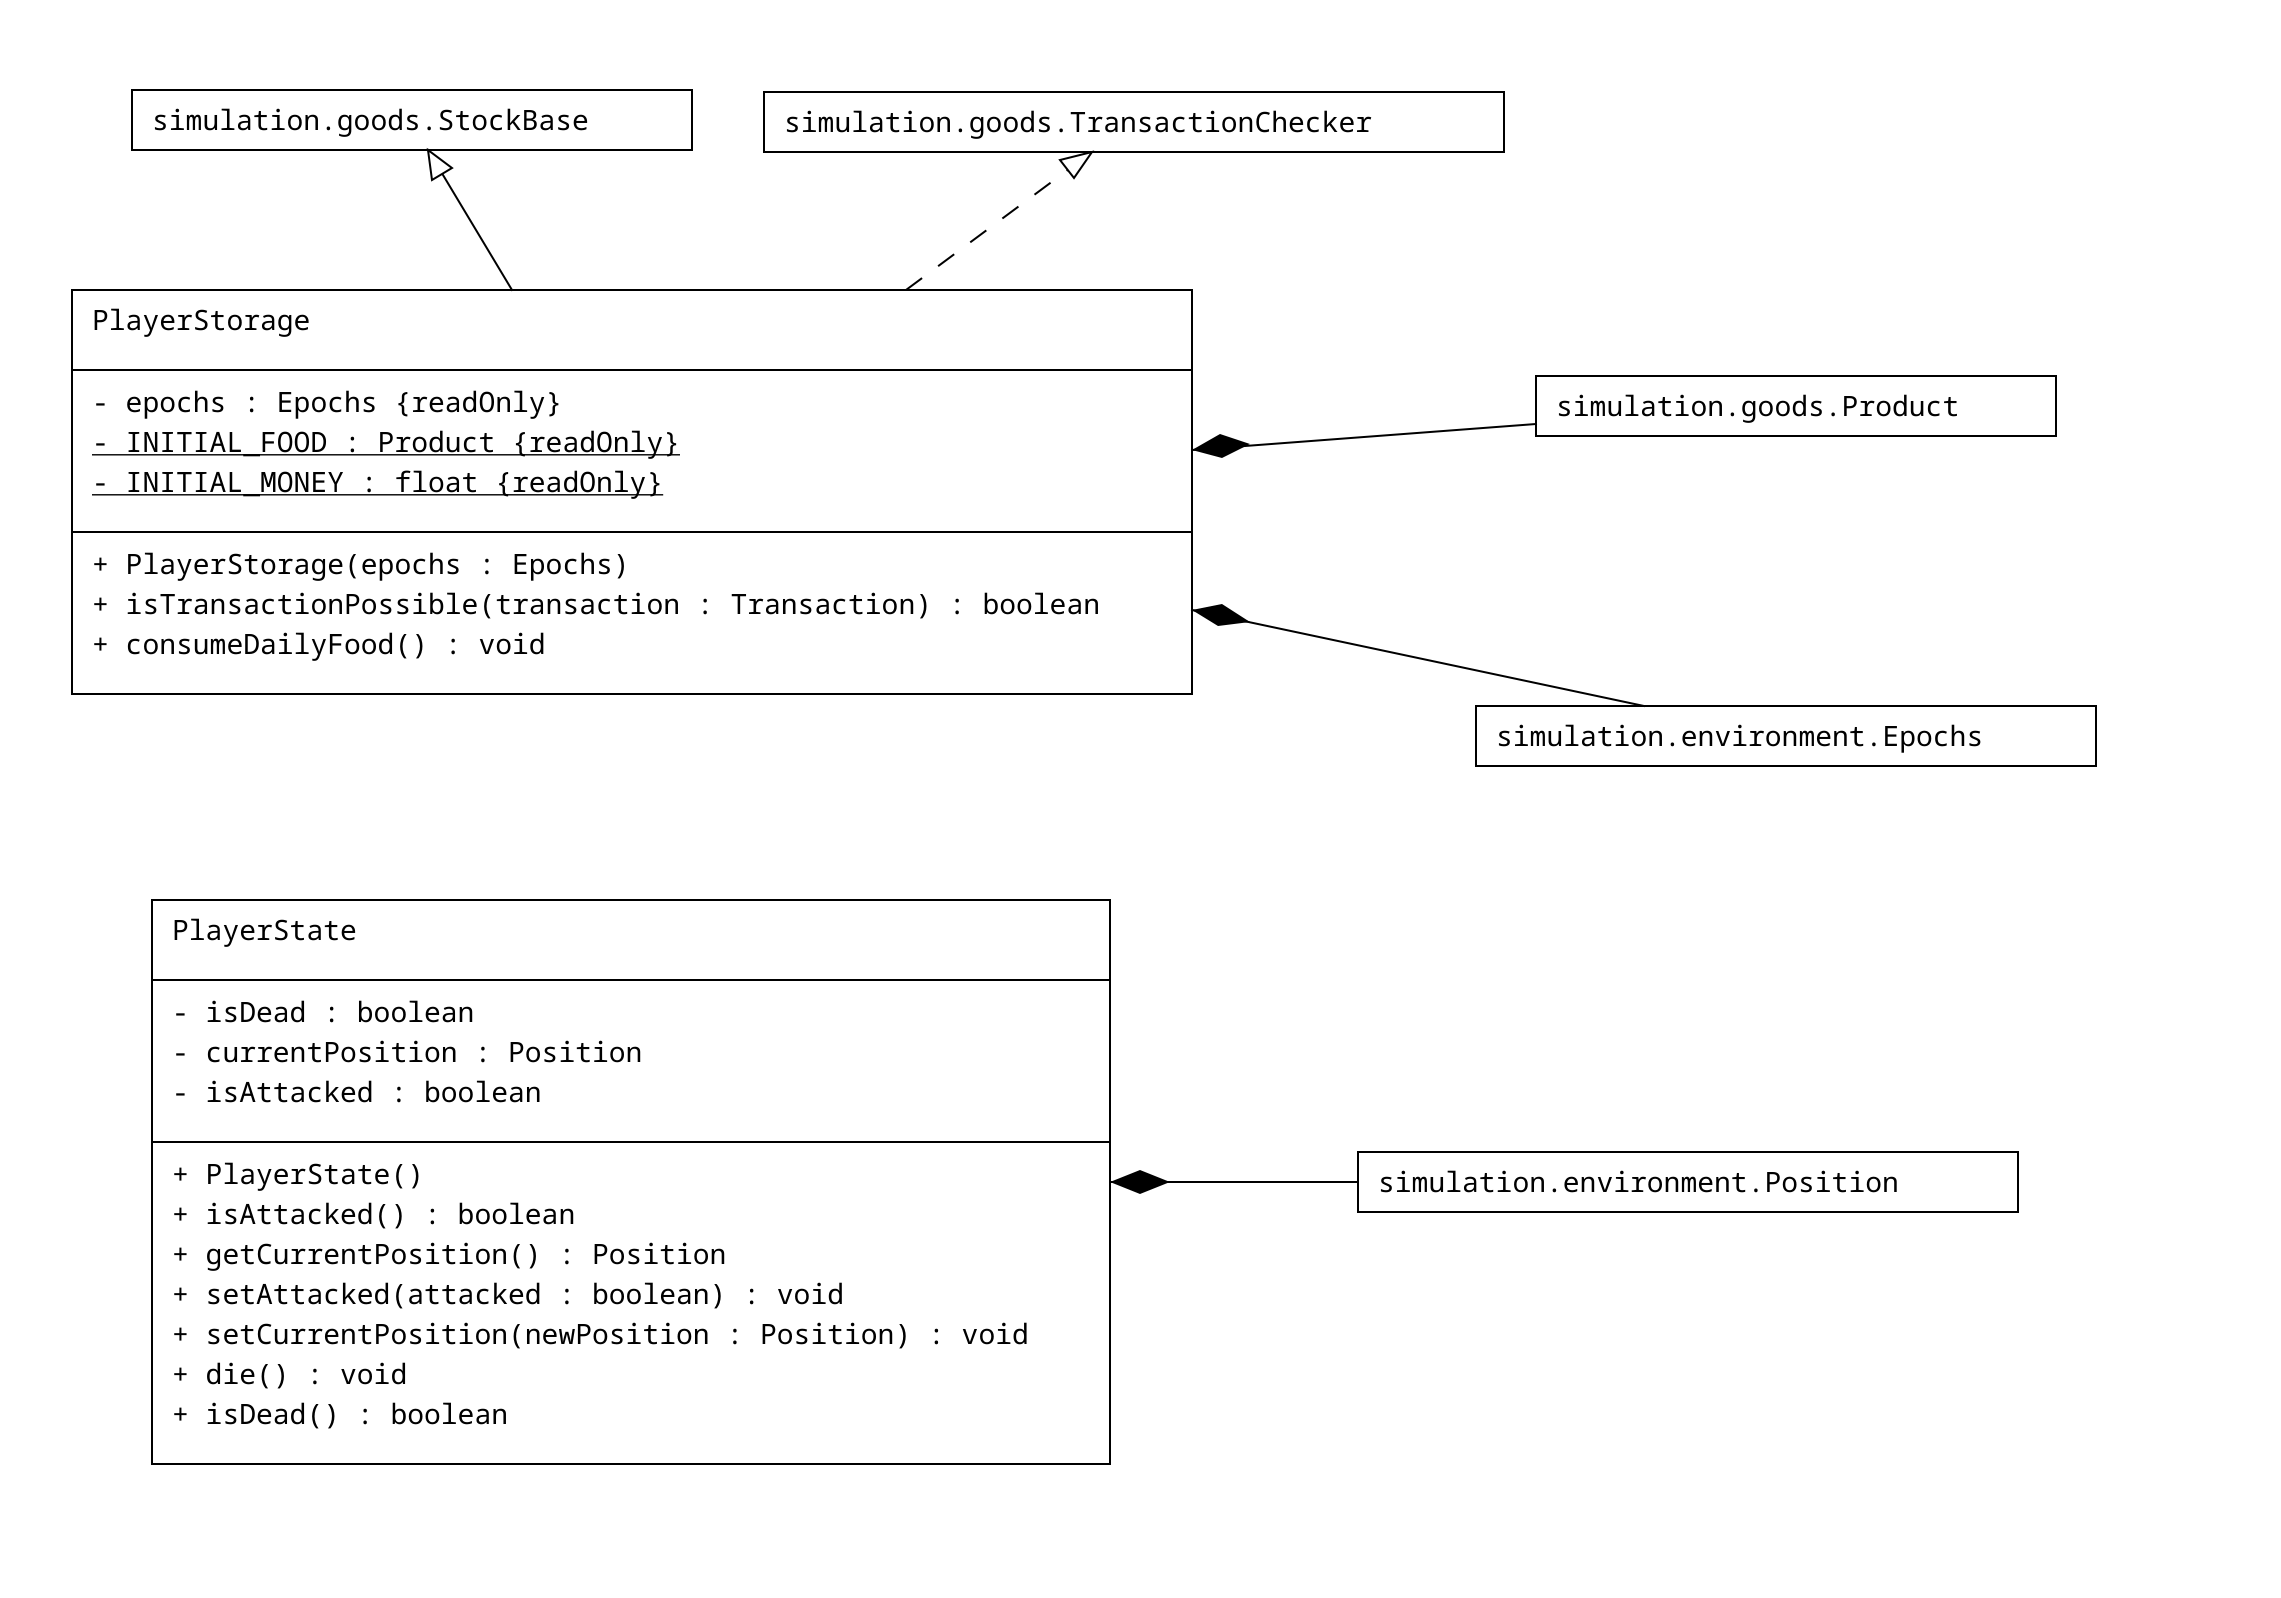 simulation.goods.StockBase
simulation.goods.TransactionChecker
PlayerStorage
- epochs : Epochs {readOnly}
- INITIAL_FOOD : Product {readOnly}
- INITIAL_MONEY : float {readOnly}
+ PlayerStorage(epochs : Epochs)
+ isTransactionPossible(transaction : Transaction) : boolean
+ consumeDailyFood() : void
simulation.goods.Product
simulation.environment.Epochs
PlayerState
- isDead : boolean
- currentPosition : Position
- isAttacked : boolean
+ PlayerState()
+ isAttacked() : boolean
+ getCurrentPosition() : Position
+ setAttacked(attacked : boolean) : void
+ setCurrentPosition(newPosition : Position) : void
+ die() : void
+ isDead() : boolean
simulation.environment.Position